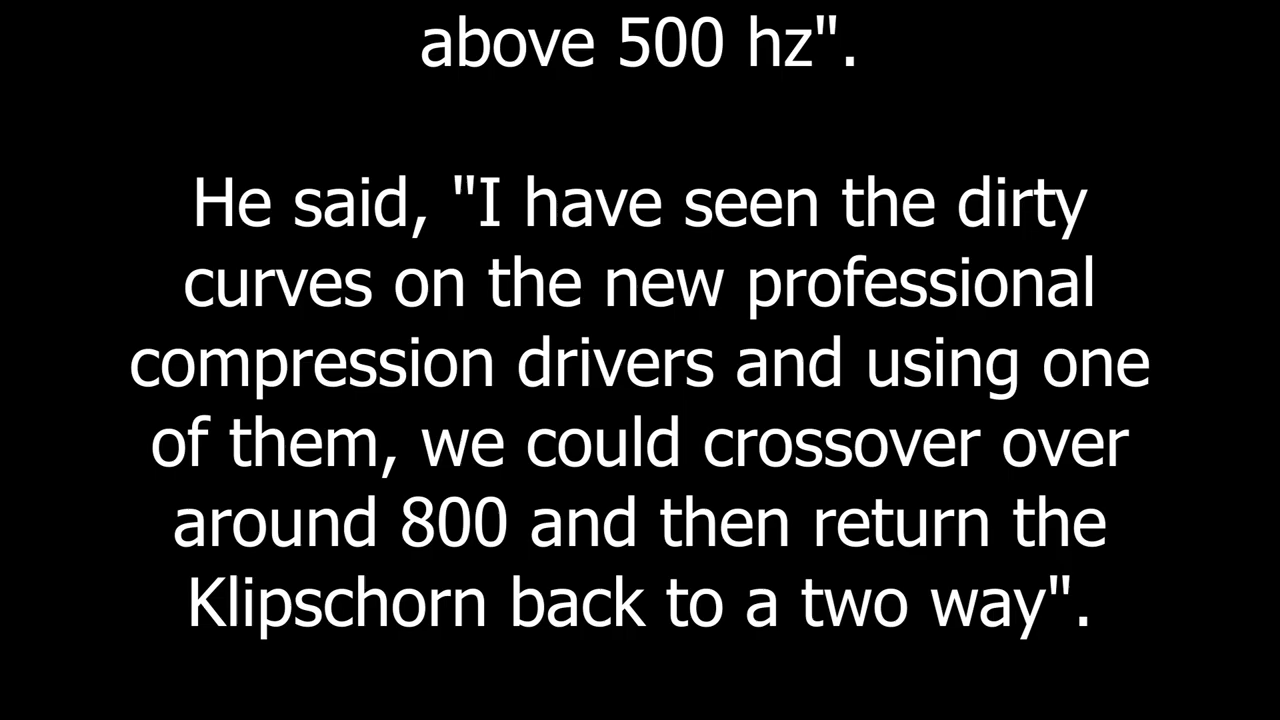 above 500 hz".
He said, "I have seen the dirty
curves on the new professional
compression drivers and using one
of them, we could crossover over
around 800 and then return the
Klipschorn back to a two way".